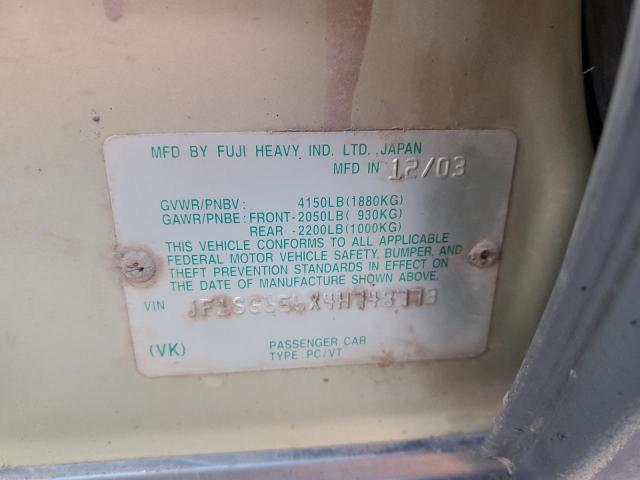 MFD BY FUJI HEAVY IND. LTD. JAPAN
MFD IN 12/03
GVWR/PNBV: 4150LB(1880KG)
GAWR/PNBE: FRONT-2050LB( 930KG)
REAR -2200LB(1000KG)
THIS VEHICLE CONFORMS TO ALL APPLICABLE
FEDERAL MOTOR VEHICLE SAFETY, BUMPER, AND
THEFT PREVENTION STANDARDS IN EFFECT ON
THE DATE OF MANUFACTURE SHOWN ABOVE.
VIN JF1SG656X4H748773
PASSENGER CAR
(VK) TYPE: PC/VT